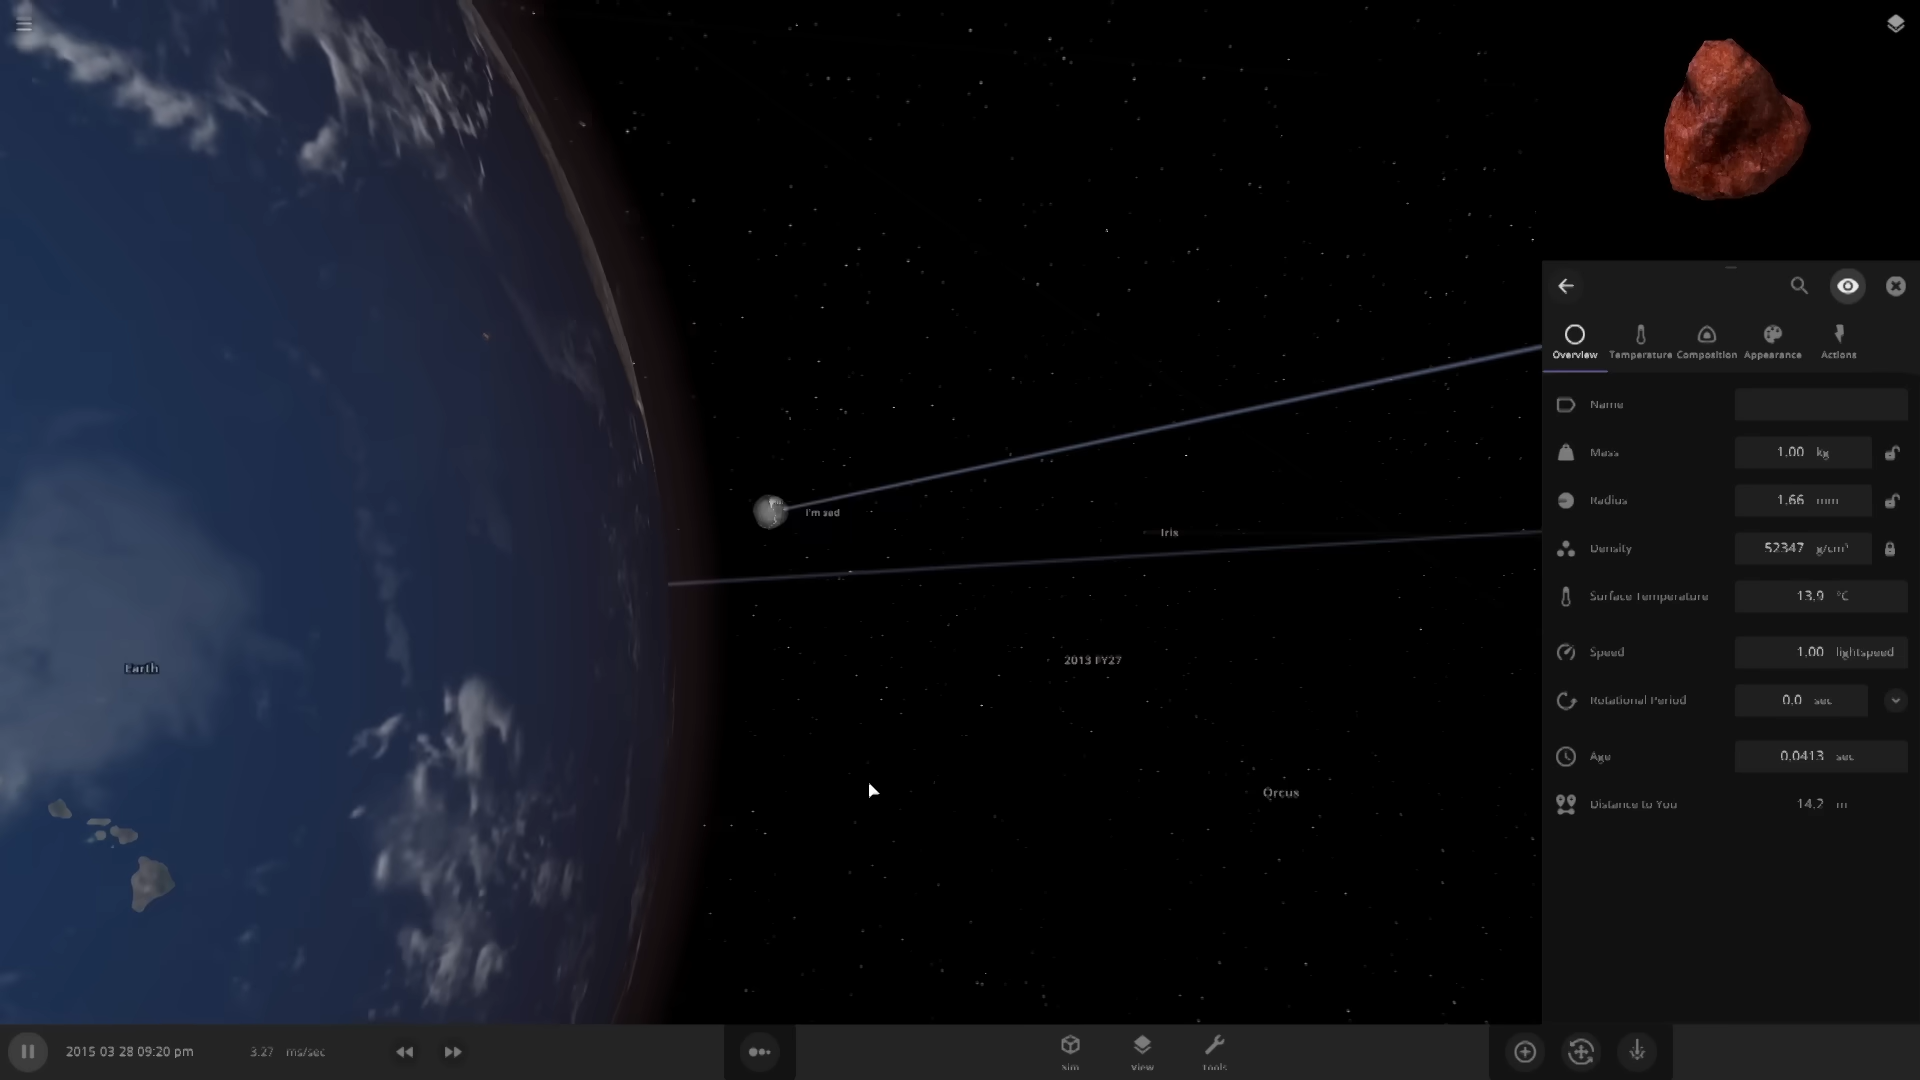 Overview Temperature Composition Appearance Actions
Name
Mass 1.00 kg
Radius 1.66 mm
Density 52347 g/cm³
Surface Temperature 13.9 °C
Speed 1.00 lightspeed
Rotational Period 0.0 sec
Age 0.0413 sec
Distance to You 14.2 m
I'm sad
Iris
2013 FY27
Earth
Orcus
2015 03 28 09:20 pm 3.27 ms/sec
Sim View Tools